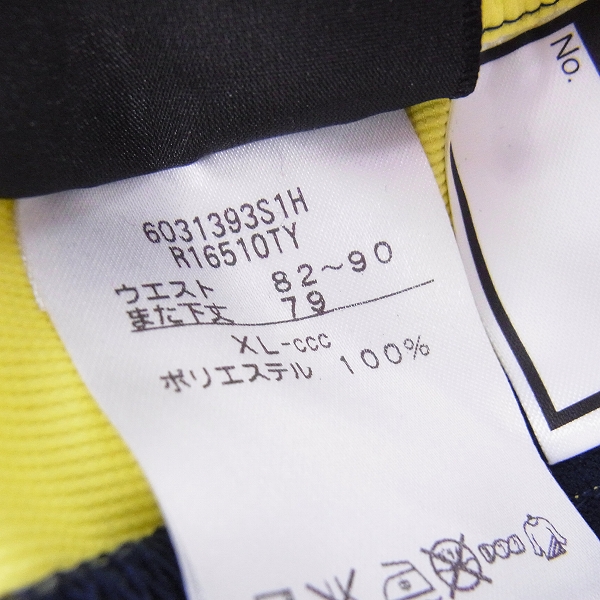 No.
6031393S1H
R16510TY
ウエスト 82～90
また下丈 79
XL-ccc
ポリエステル 100%